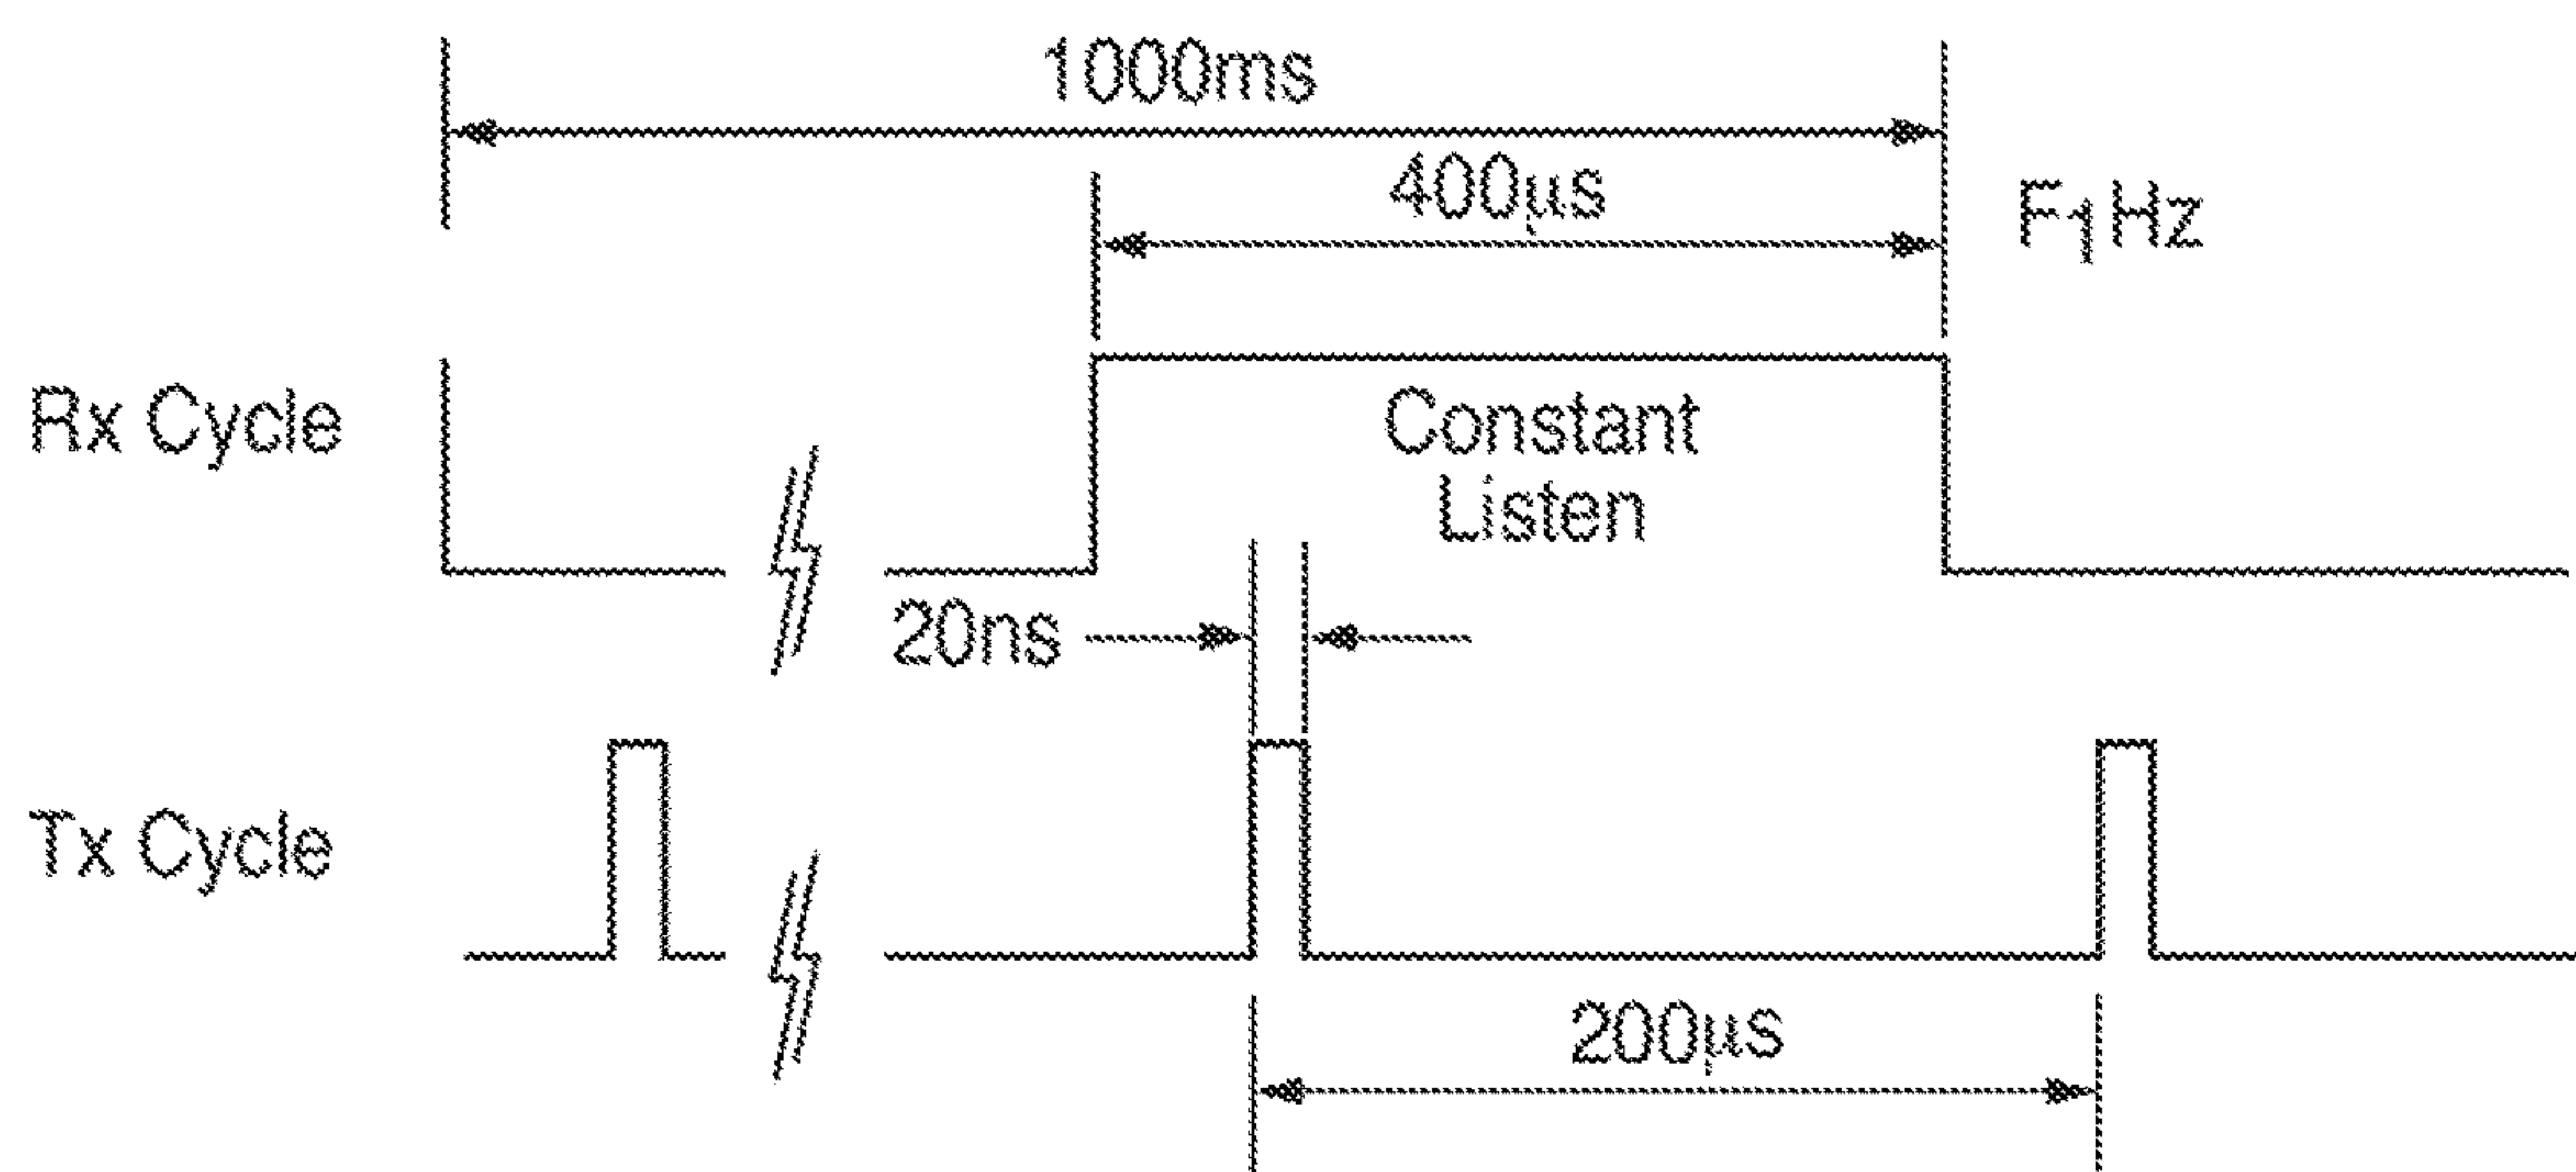 1000ms
400μs
F1Hz
Rx Cycle
Constant
Listen
20ns
Tx Cycle
200μs